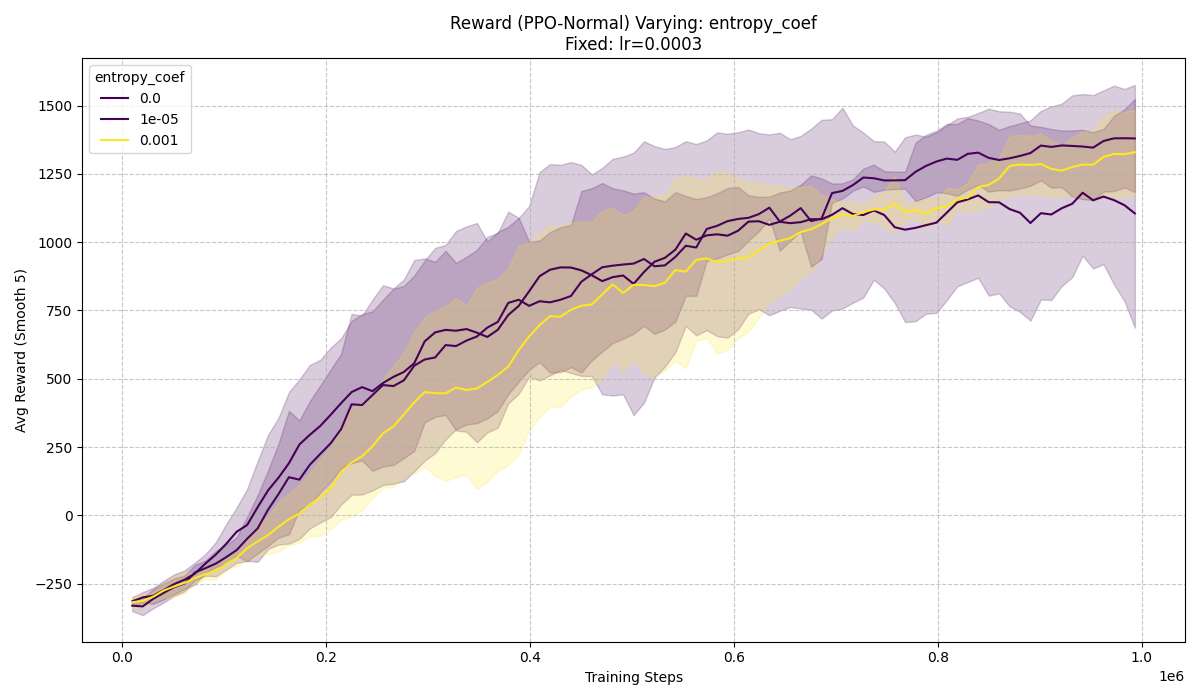 Reward (PPO-Normal) Varying: entropy_coef
Fixed: lr=0.0003
entropy_coef
0.0
1e-05
0.001
Avg Reward (Smooth 5)
1500
1250
1000
750
500
250
0
−250
0.0 0.2 0.4 0.6 0.8 1.0
1e6
Training Steps